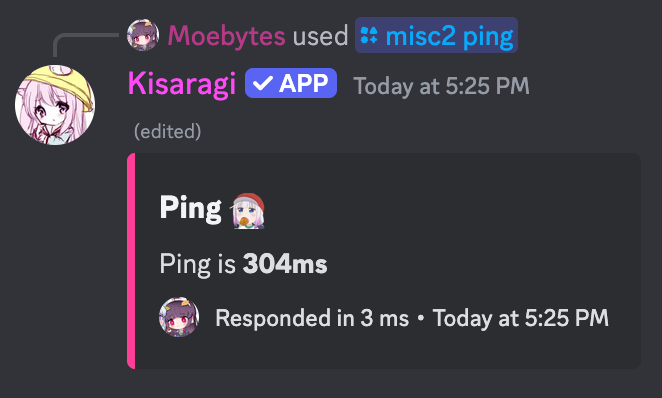 Moebytes used misc2 ping
Kisaragi ✓ APP Today at 5:25 PM
(edited)
Ping
Ping is 304ms
Responded in 3 ms • Today at 5:25 PM